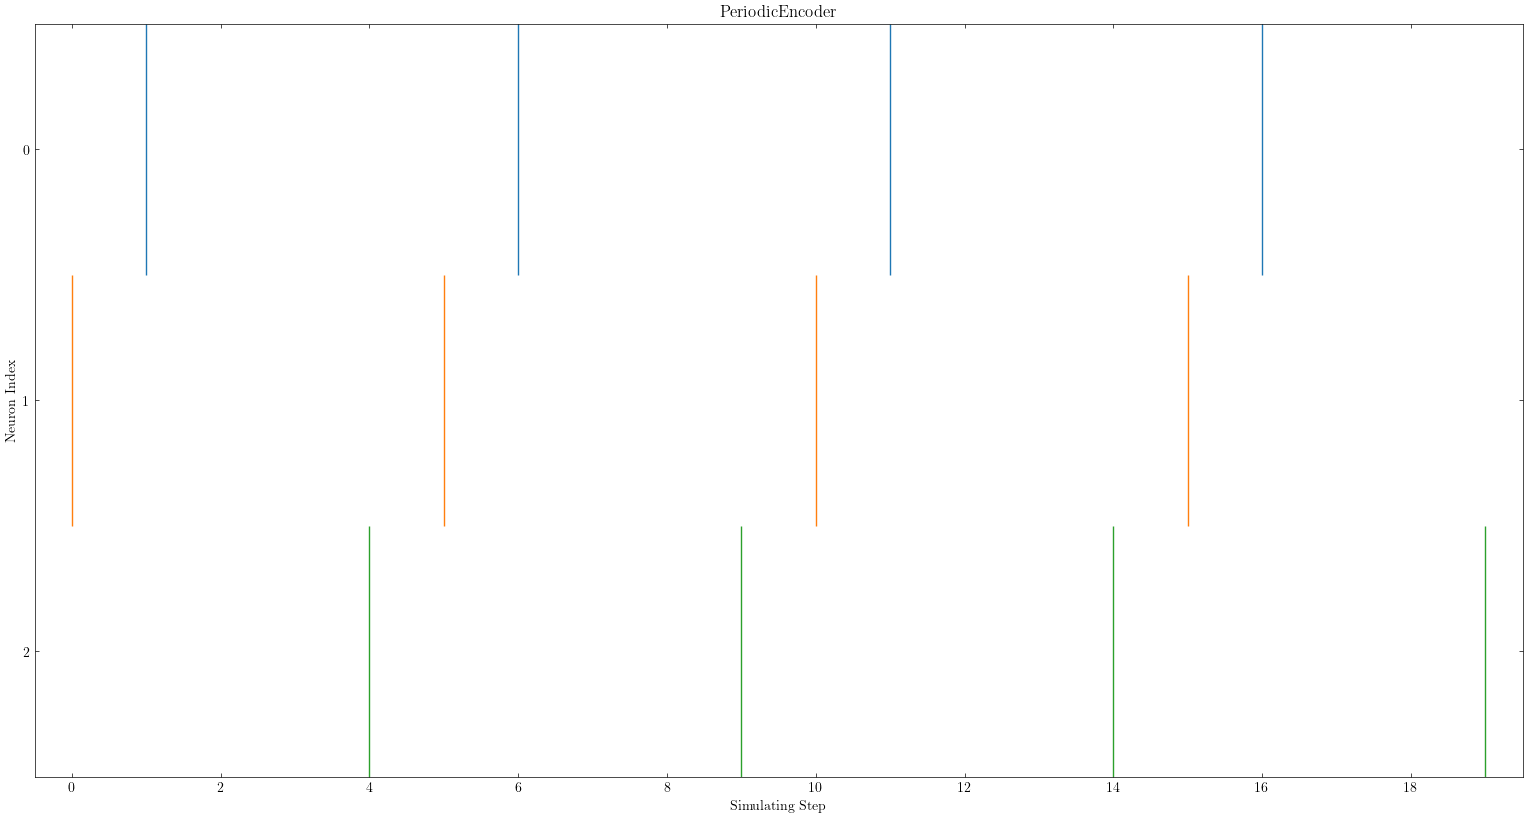 PeriodicEncoder
Neuron Index
0
1
2
0 2 4 6 8 10 12 14 16 18
Simulating Step